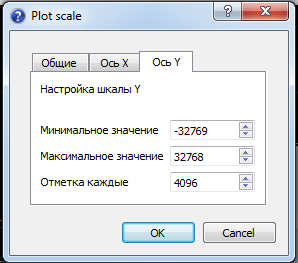 Plot scale
Общие Ось X Ось Y
Настройка шкалы Y
Минимальное значение -32769
Максимальное значение 32768
Отметка каждые 4096
OK Cancel